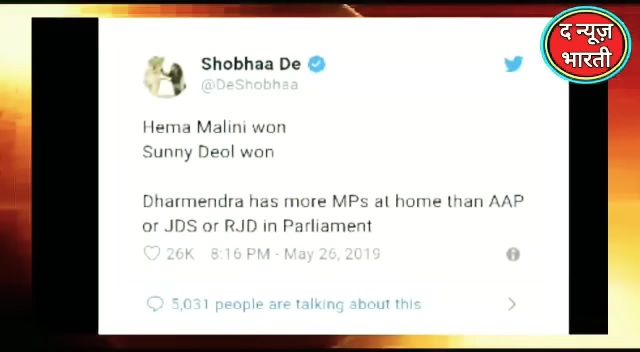 द न्यूज़
भारती
Shobhaa De
@DeShobhaa
Hema Malini won
Sunny Deol won
Dharmendra has more MPs at home than AAP
or JDS or RJD in Parliament
26K 8:16 PM - May 26, 2019
5,031 people are talking about this